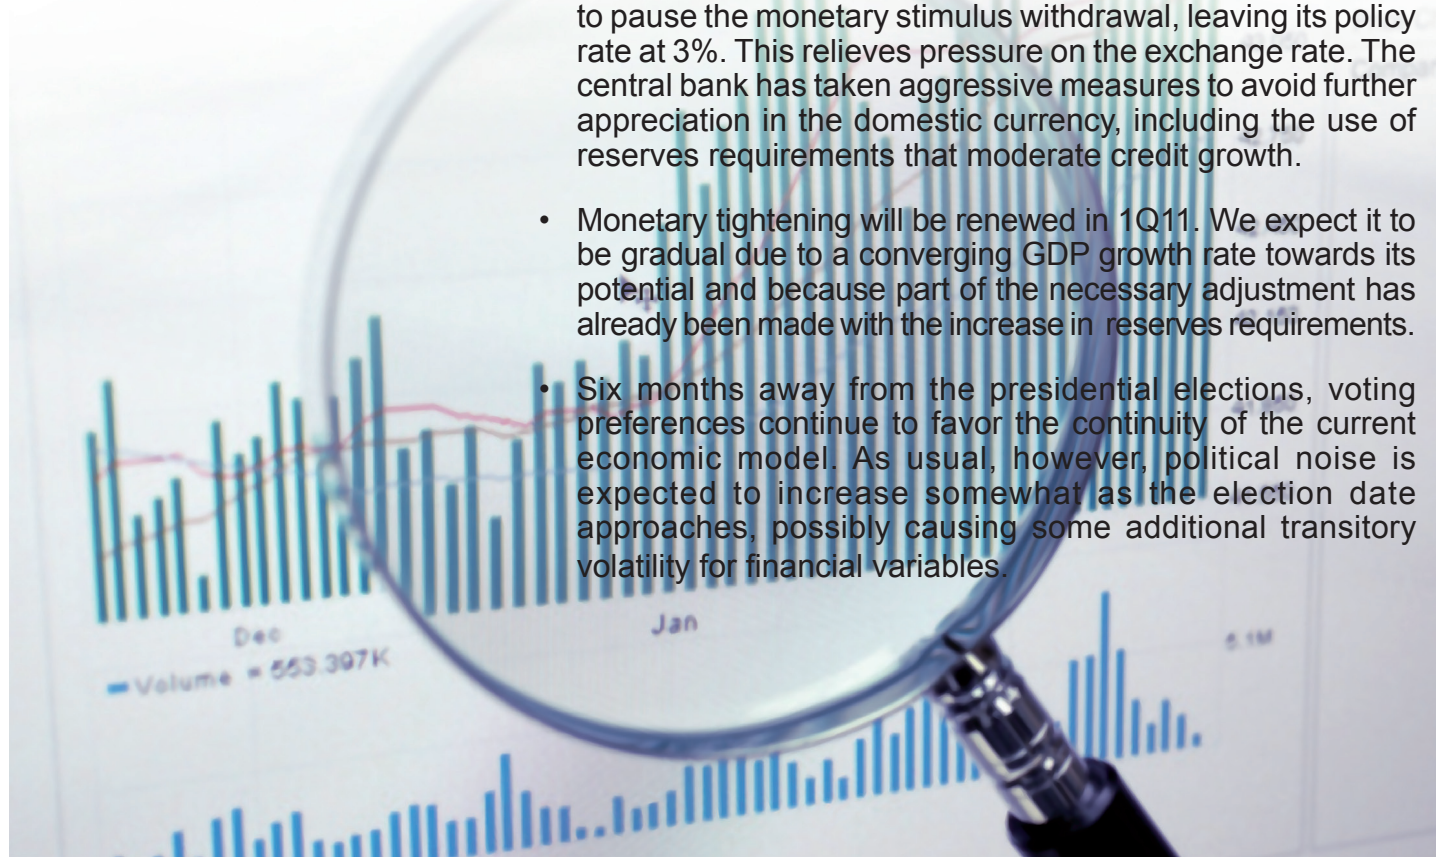 to pause the monetary stimulus withdrawal, leaving its policy
rate at 3%. This relieves pressure on the exchange rate. The
central bank has taken aggressive measures to avoid further
appreciation in the domestic currency, including the use of
reserves requirements that moderate credit growth.
• Monetary tightening will be renewed in 1Q11. We expect it to
be gradual due to a converging GDP growth rate towards its
potential and because part of the necessary adjustment has
already been made with the increase in reserves requirements.
• Six months away from the presidential elections, voting
preferences continue to favor the continuity of the current
economic model. As usual, however, political noise is
expected to increase somewhat as the election date
approaches, possibly causing some additional transitory
volatility for financial variables.
Dec
Jan
Volume = 553.397K
5.1M